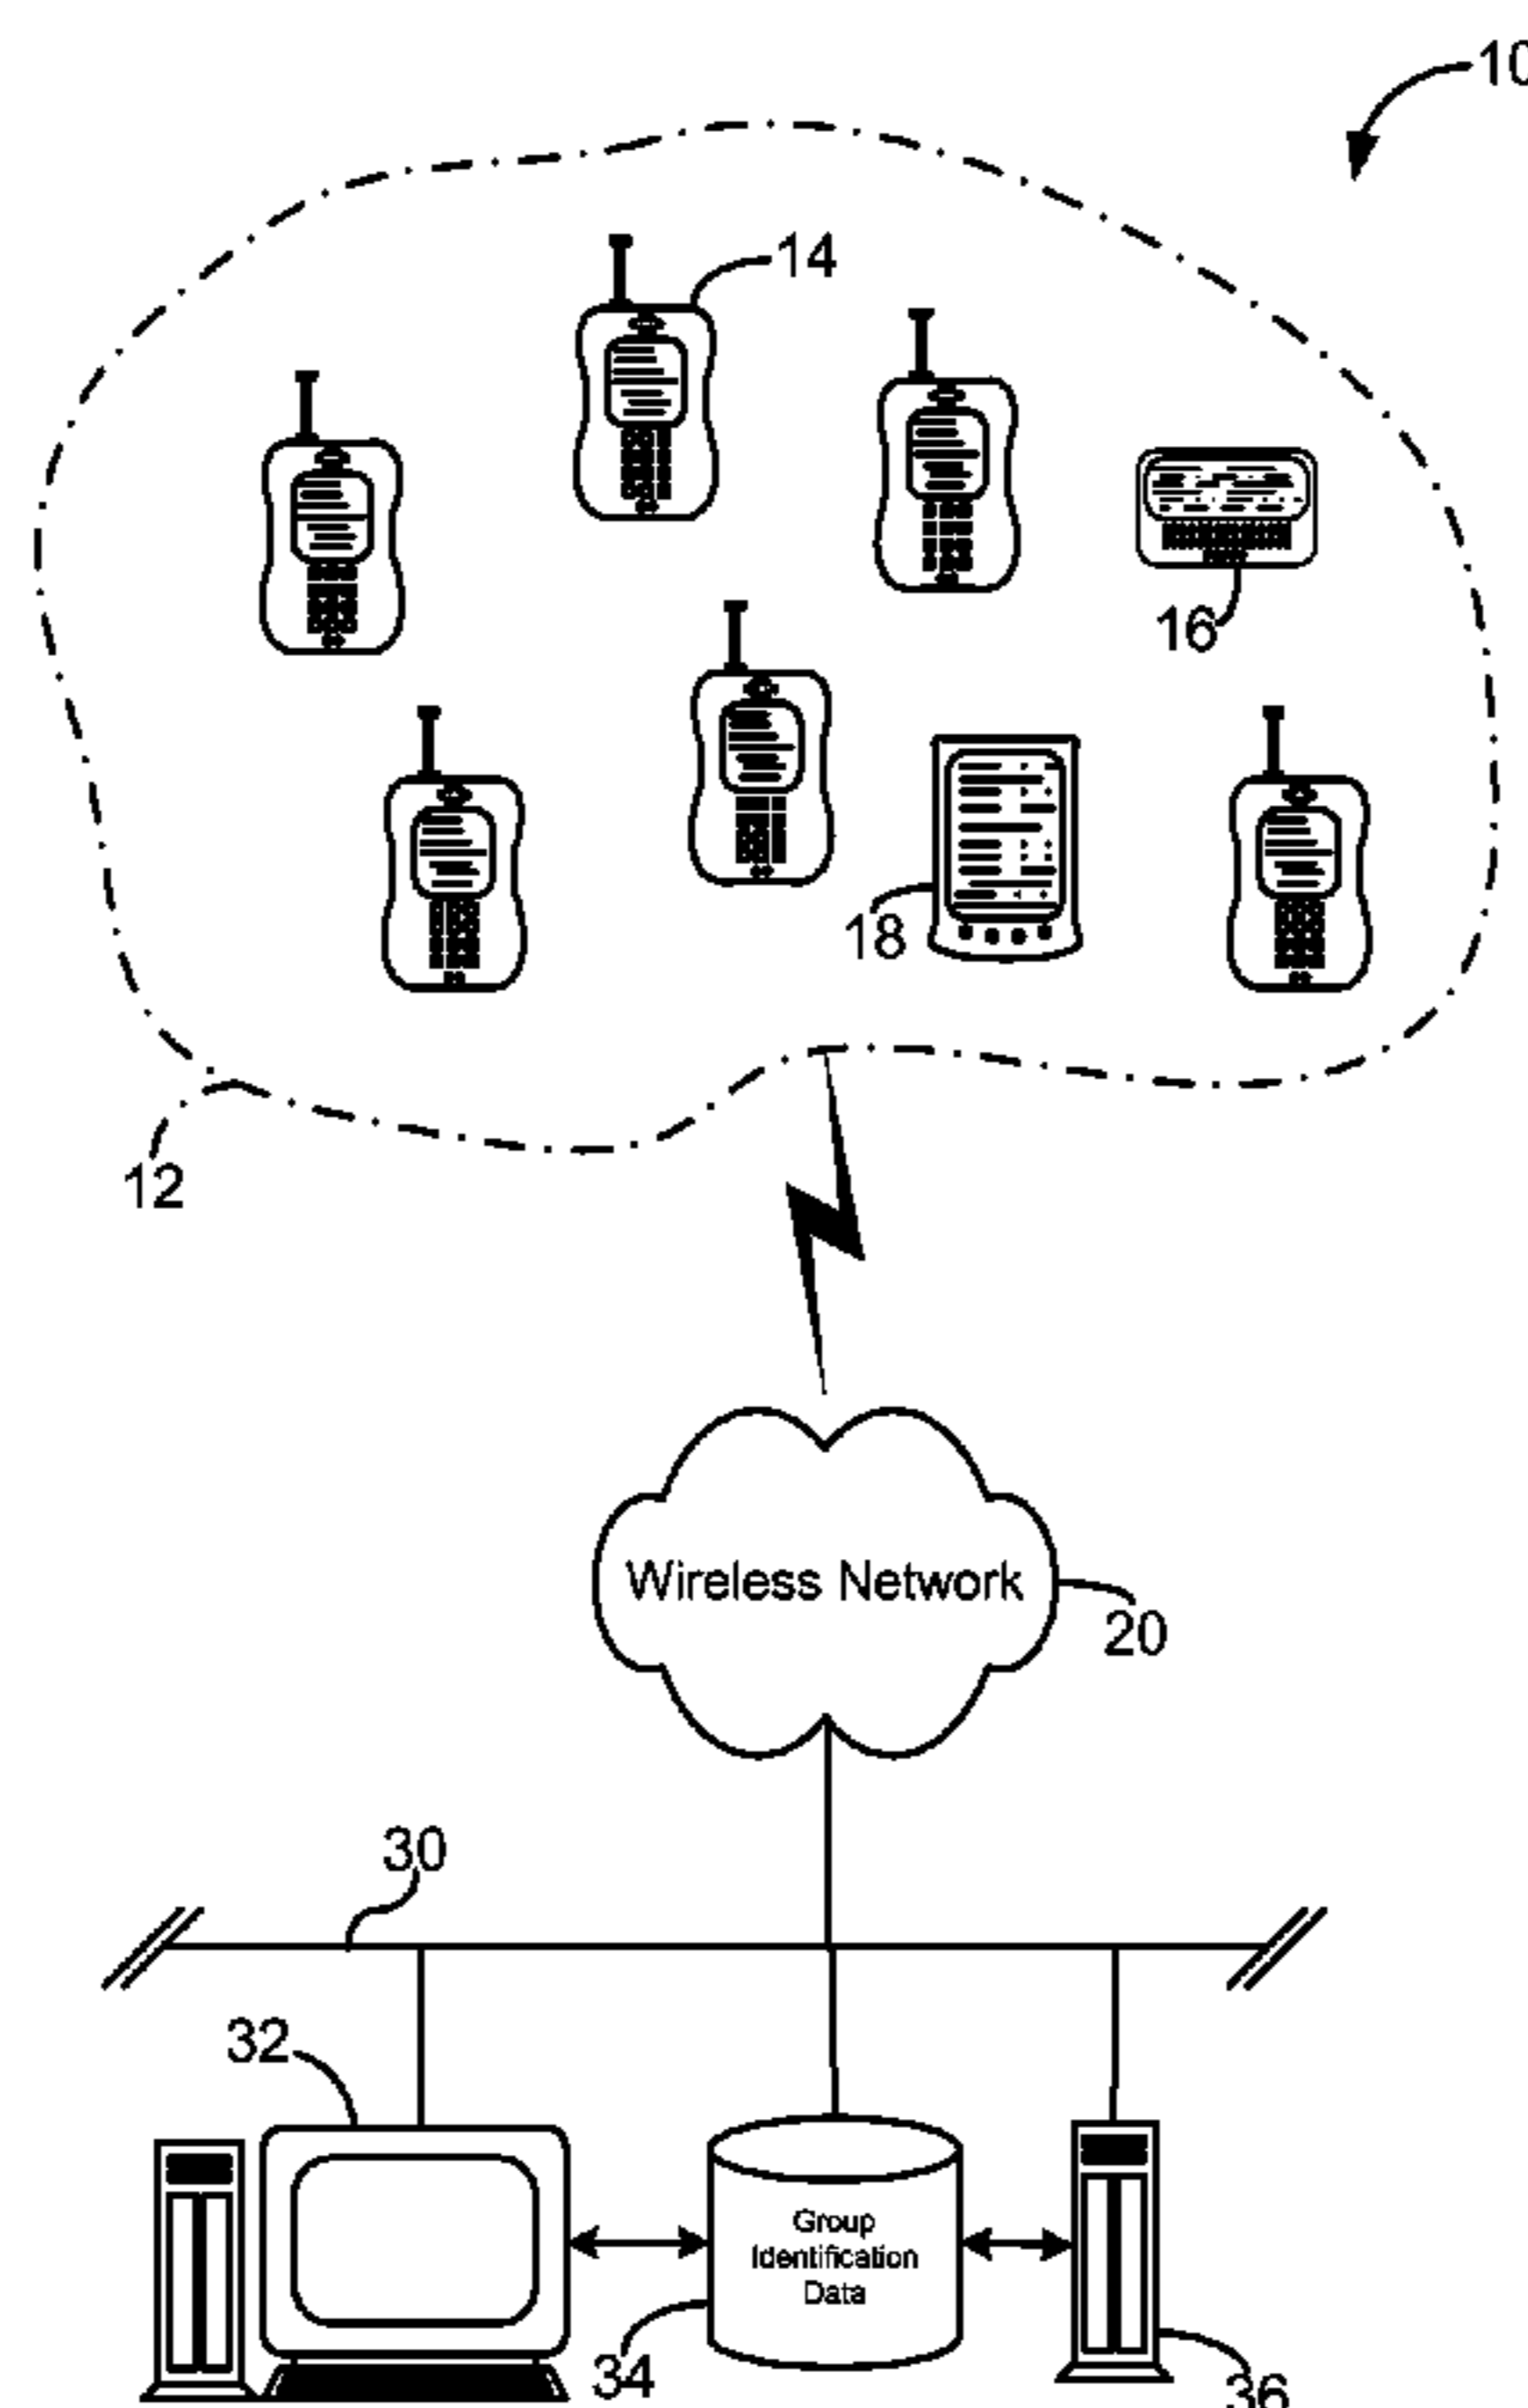 10
14
16
18
12
Wireless Network
20
30
32
Group
Identification
Data
34
36